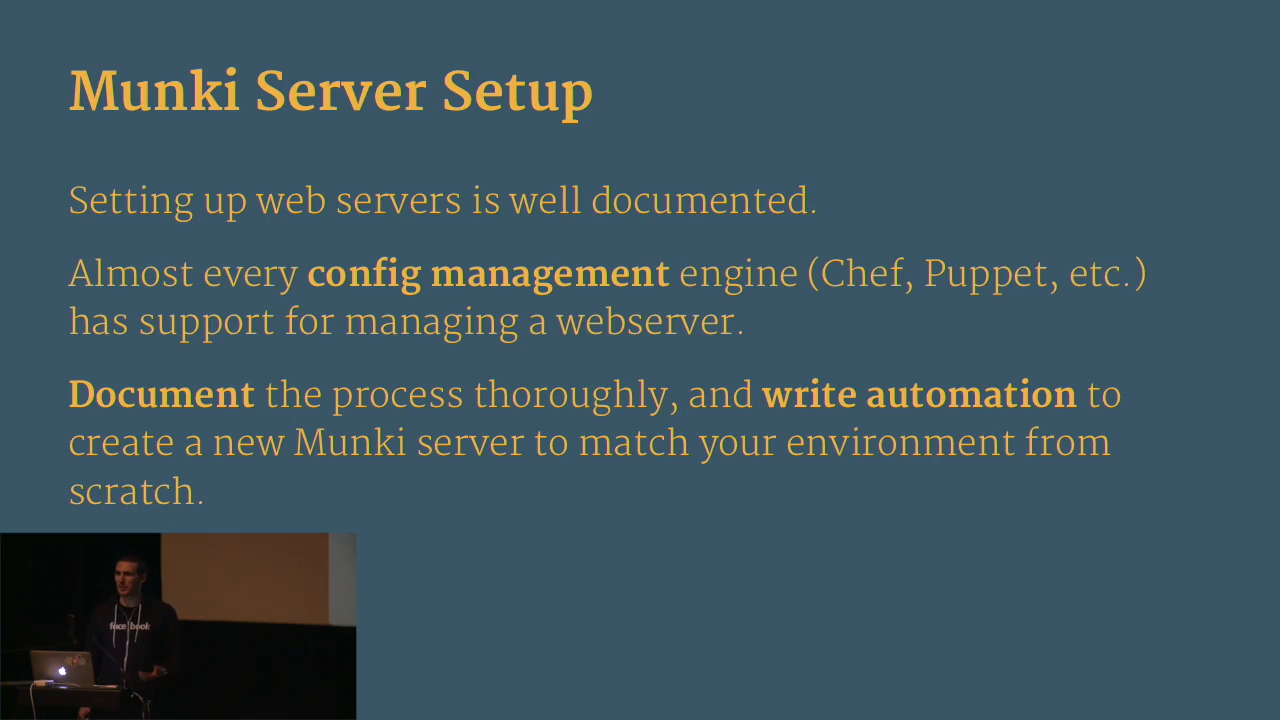 Munki Server Setup
Setting up web servers is well documented.
Almost every config management engine (Chef, Puppet, etc.)
has support for managing a webserver.
Document the process thoroughly, and write automation to
create a new Munki server to match your environment from
scratch.
facebook